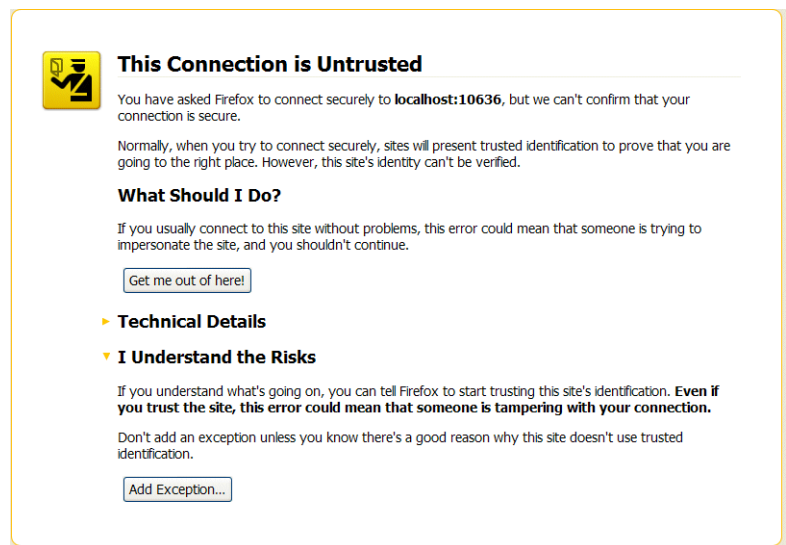 This Connection is Untrusted
You have asked Firefox to connect securely to localhost:10636, but we can't confirm that your
connection is secure.
Normally, when you try to connect securely, sites will present trusted identification to prove that you are
going to the right place. However, this site's identity can't be verified.
What Should I Do?
If you usually connect to this site without problems, this error could mean that someone is trying to
impersonate the site, and you shouldn't continue.
Get me out of here!
Technical Details
I Understand the Risks
If you understand what's going on, you can tell Firefox to start trusting this site's identification. Even if
you trust the site, this error could mean that someone is tampering with your connection.
Don't add an exception unless you know there's a good reason why this site doesn't use trusted
identification.
Add Exception...